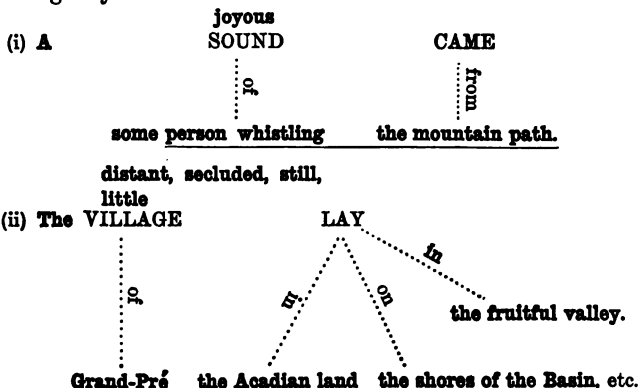 joyous
(i) A SOUND CAME
of from
some person whistling the mountain path.
distant, secluded, still,
little
(ii) The VILLAGE LAY
in
of in on
the fruitful valley.
Grand-Pré the Acadian land the shores of the Basin, etc.